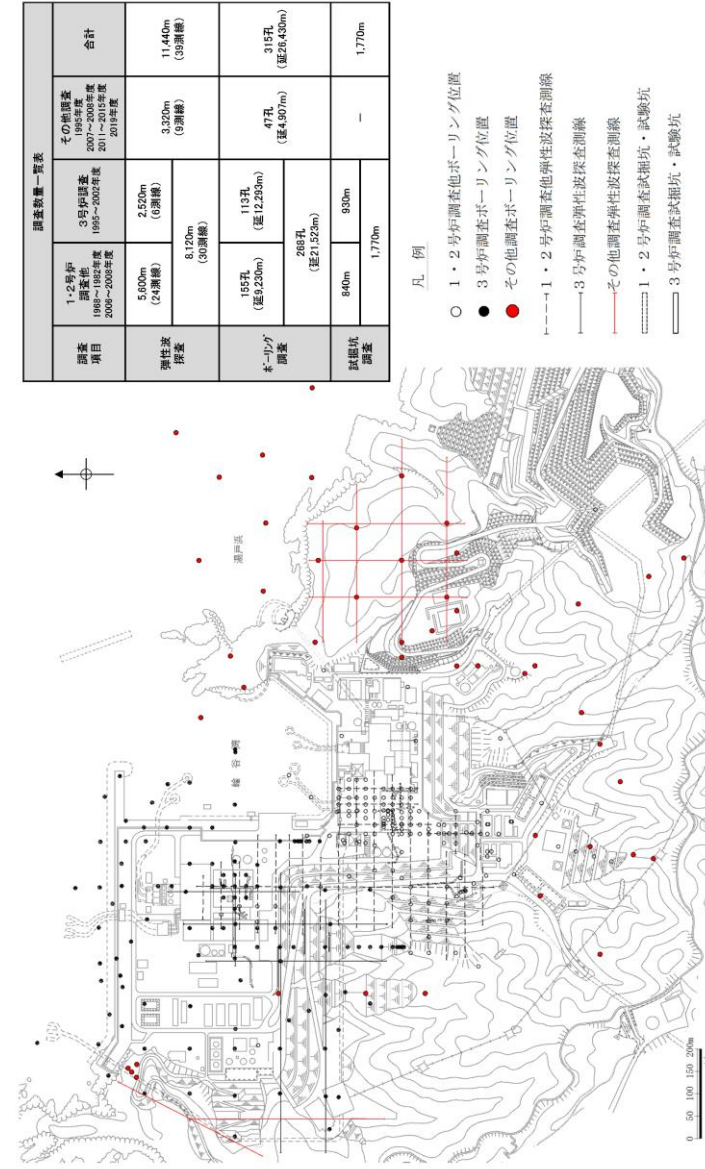 調査数量一覧表
調査
項目
1・2号炉
調査他
1968～1982年度
2006～2008年度
3号炉調査
1995～2002年度
その他調査
1995年度
2007～2008年度
2011～2015年度
2019年度
合計
弾性波
探査
5,600m
(24測線)
2,520m
(6測線)
8,120m
(30測線)
3,320m
(9測線)
11,440m
(39測線)
ボーリング
調査
155孔
(延9,230m)
113孔
(延12,293m)
268孔
(延21,523m)
47孔
(延4,907m)
315孔
(延26,430m)
試掘坑
調査
840m
930m
1,770m
－
1,770m
凡 例
1・2号炉調査他ボーリング位置
3号炉調査ボーリング位置
その他調査ボーリング位置
1・2号炉調査他弾性波探査測線
3号炉調査弾性波探査測線
その他調査弾性波探査測線
1・2号炉調査試掘坑・試験坑
3号炉調査試掘坑・試験坑
湯戸浜
輪谷湾
0 50 100 150 200m